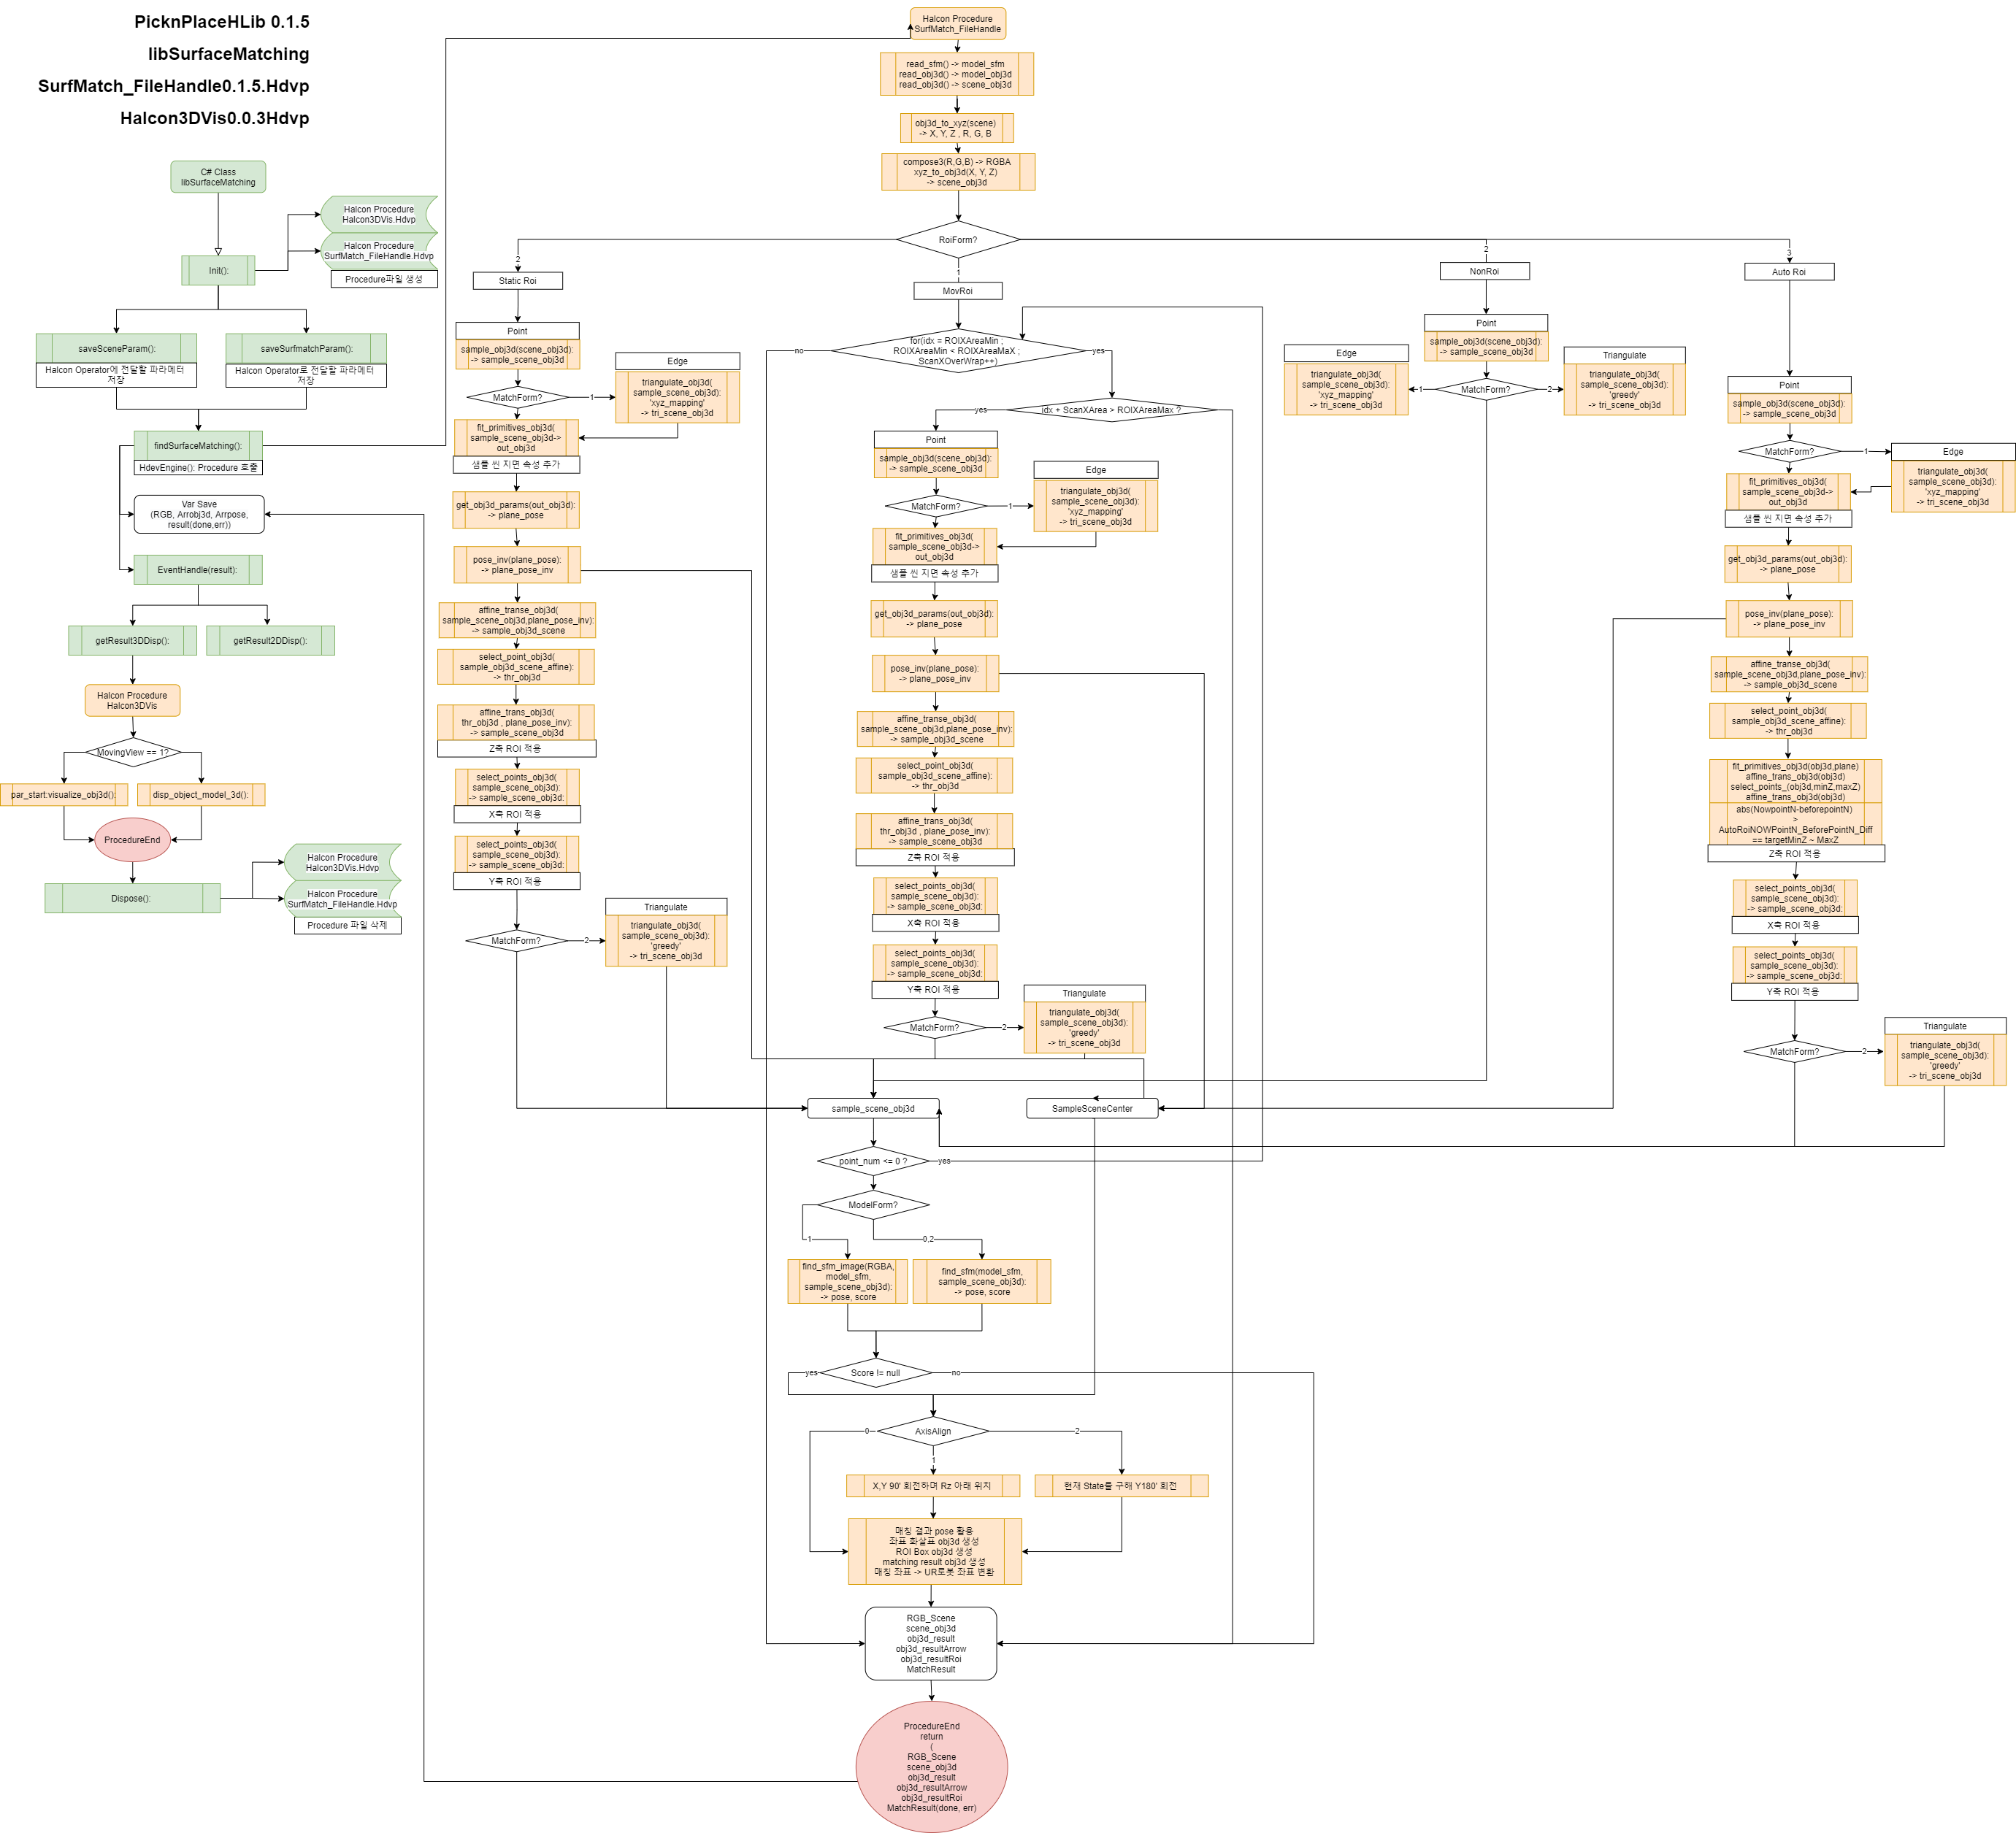 PicknPlaceHLib 0.1.5
libSurfaceMatching
SurfMatch_FileHandle0.1.5.Hdvp
Halcon3DVis0.0.3Hdvp
C# Class
libSurfaceMatching
Init():
Halcon Procedure
Halcon3DVis.Hdvp
Halcon Procedure
SurfMatch_FileHandle.Hdvp
Procedure파일 생성
saveSceneParam():
Halcon Operator에 전달할 파라메터
저장
saveSurfmatchParam():
Halcon Operator로 전달할 파라메터
저장
findSurfaceMatching():
HdevEngine(): Procedure 호출
Var Save
(RGB, Arrobj3d, Arrpose,
result(done,err))
EventHandle(result):
getResult3DDisp():
getResult2DDisp():
Halcon Procedure
Halcon3DVis
MovingView == 1?
par_start:visualize_obj3d():
disp_object_model_3d():
ProcedureEnd
Dispose():
Halcon Procedure
Halcon3DVis.Hdvp
Halcon Procedure
SurfMatch_FileHandle.Hdvp
Procedure 파일 삭제
Halcon Procedure
SurfMatch_FileHandle
read_sfm() -> model_sfm
read_obj3d() -> model_obj3d
read_obj3d() -> scene_obj3d
obj3d_to_xyz(scene)
-> X, Y, Z , R, G, B
compose3(R,G,B) -> RGBA
xyz_to_obj3d(X, Y, Z)
-> scene_obj3d
RoiForm?
2
1
2
3
Static Roi
Point
sample_obj3d(scene_obj3d):
-> sample_scene_obj3d
MatchForm?
1
Edge
triangulate_obj3d(
sample_scene_obj3d):
'xyz_mapping'
-> tri_scene_obj3d
fit_primitives_obj3d(
sample_scene_obj3d->
out_obj3d
샘플 씬 지면 속성 추가
get_obj3d_params(out_obj3d):
-> plane_pose
pose_inv(plane_pose):
-> plane_pose_inv
affine_transe_obj3d(
sample_scene_obj3d,plane_pose_inv):
-> sample_obj3d_scene
select_point_obj3d(
sample_obj3d_scene_affine):
-> thr_obj3d
affine_trans_obj3d(
thr_obj3d , plane_pose_inv):
-> sample_scene_obj3d
Z축 ROI 적용
select_points_obj3d(
sample_scene_obj3d):
-> sample_scene_obj3d:
X축 ROI 적용
select_points_obj3d(
sample_scene_obj3d):
-> sample_scene_obj3d:
Y축 ROI 적용
MatchForm?
2
Triangulate
triangulate_obj3d(
sample_scene_obj3d):
'greedy'
-> tri_scene_obj3d
MovRoi
for(idx = ROIXAreaMin ;
ROIXAreaMin < ROIXAreaMaX ;
ScanXOverWrap++)
no
yes
idx + ScanXArea > ROIXAreaMax ?
yes
Point
sample_obj3d(scene_obj3d):
-> sample_scene_obj3d
MatchForm?
1
Edge
triangulate_obj3d(
sample_scene_obj3d):
'xyz_mapping'
-> tri_scene_obj3d
fit_primitives_obj3d(
sample_scene_obj3d->
out_obj3d
샘플 씬 지면 속성 추가
get_obj3d_params(out_obj3d):
-> plane_pose
pose_inv(plane_pose):
-> plane_pose_inv
affine_transe_obj3d(
sample_scene_obj3d,plane_pose_inv):
-> sample_obj3d_scene
select_point_obj3d(
sample_obj3d_scene_affine):
-> thr_obj3d
affine_trans_obj3d(
thr_obj3d , plane_pose_inv):
-> sample_scene_obj3d
Z축 ROI 적용
select_points_obj3d(
sample_scene_obj3d):
-> sample_scene_obj3d:
X축 ROI 적용
select_points_obj3d(
sample_scene_obj3d):
-> sample_scene_obj3d:
Y축 ROI 적용
MatchForm?
2
Triangulate
triangulate_obj3d(
sample_scene_obj3d):
'greedy'
-> tri_scene_obj3d
NonRoi
Point
sample_obj3d(scene_obj3d):
-> sample_scene_obj3d
MatchForm?
1
2
Edge
triangulate_obj3d(
sample_scene_obj3d):
'xyz_mapping'
-> tri_scene_obj3d
Triangulate
triangulate_obj3d(
sample_scene_obj3d):
'greedy'
-> tri_scene_obj3d
Auto Roi
Point
sample_obj3d(scene_obj3d):
-> sample_scene_obj3d
MatchForm?
1
Edge
triangulate_obj3d(
sample_scene_obj3d):
'xyz_mapping'
-> tri_scene_obj3d
fit_primitives_obj3d(
sample_scene_obj3d->
out_obj3d
샘플 씬 지면 속성 추가
get_obj3d_params(out_obj3d):
-> plane_pose
pose_inv(plane_pose):
-> plane_pose_inv
affine_transe_obj3d(
sample_scene_obj3d,plane_pose_inv):
-> sample_obj3d_scene
select_point_obj3d(
sample_obj3d_scene_affine):
-> thr_obj3d
fit_primitives_obj3d(obj3d,plane)
affine_trans_obj3d(obj3d)
select_points_(obj3d,minZ,maxZ)
affine_trans_obj3d(obj3d)
abs(NowpointN-beforepointN)
>
AutoRoiNOWPointN_BeforePointN_Diff
== targetMinZ ~ MaxZ
Z축 ROI 적용
select_points_obj3d(
sample_scene_obj3d):
-> sample_scene_obj3d:
X축 ROI 적용
select_points_obj3d(
sample_scene_obj3d):
-> sample_scene_obj3d:
Y축 ROI 적용
MatchForm?
2
Triangulate
triangulate_obj3d(
sample_scene_obj3d):
'greedy'
-> tri_scene_obj3d
sample_scene_obj3d
SampleSceneCenter
point_num <= 0 ?
yes
ModelForm?
1
0,2
find_sfm_image(RGBA,
model_sfm,
sample_scene_obj3d):
-> pose, score
find_sfm(model_sfm,
sample_scene_obj3d):
-> pose, score
Score != null
yes
no
AxisAlign
0
1
2
X,Y 90' 회전하며 Rz 아래 위치
현재 State를 구해 Y180' 회전
매칭 결과 pose 활용
좌표 화살표 obj3d 생성
ROI Box obj3d 생성
matching result obj3d 생성
매칭 좌표 -> UR로봇 좌표 변환
RGB_Scene
scene_obj3d
obj3d_result
obj3d_resultArrow
obj3d_resultRoi
MatchResult
ProcedureEnd
return
(
RGB_Scene
scene_obj3d
obj3d_result
obj3d_resultArrow
obj3d_resultRoi
MatchResult(done, err)